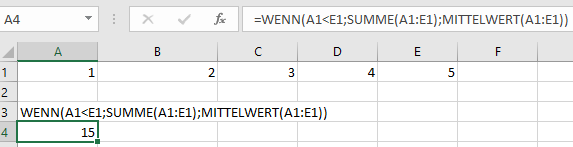 A4 fx =WENN(A1<E1;SUMME(A1:E1);MITTELWERT(A1:E1))
A B C D E F
1 1 2 3 4 5
2
3 WENN(A1<E1;SUMME(A1:E1);MITTELWERT(A1:E1))
4 15